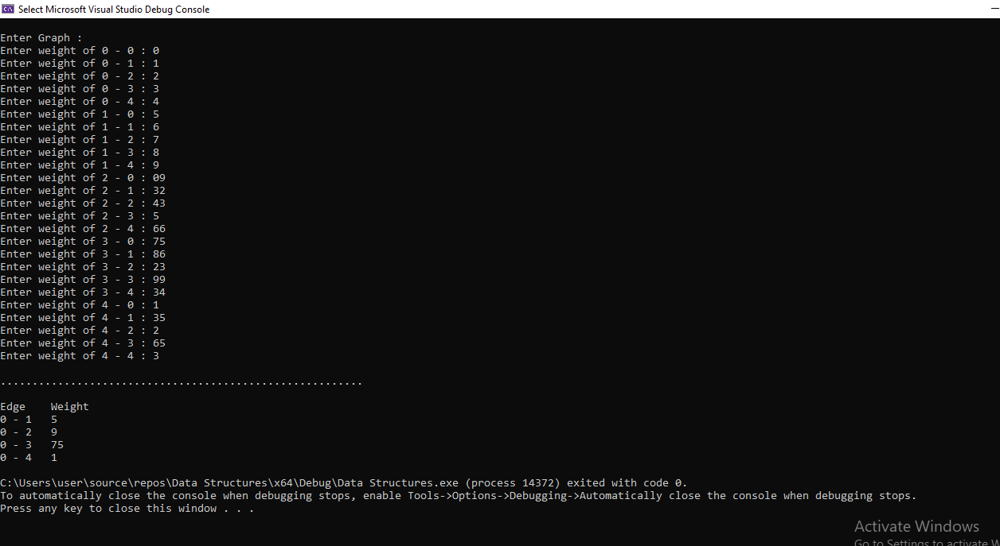 Select Microsoft Visual Studio Debug Console
Enter Graph :
Enter weight of 0 - 0 : 0
Enter weight of 0 - 1 : 1
Enter weight of 0 - 2 : 2
Enter weight of 0 - 3 : 3
Enter weight of 0 - 4 : 4
Enter weight of 1 - 0 : 5
Enter weight of 1 - 1 : 6
Enter weight of 1 - 2 : 7
Enter weight of 1 - 3 : 8
Enter weight of 1 - 4 : 9
Enter weight of 2 - 0 : 09
Enter weight of 2 - 1 : 32
Enter weight of 2 - 2 : 43
Enter weight of 2 - 3 : 5
Enter weight of 2 - 4 : 66
Enter weight of 3 - 0 : 75
Enter weight of 3 - 1 : 86
Enter weight of 3 - 2 : 23
Enter weight of 3 - 3 : 99
Enter weight of 3 - 4 : 34
Enter weight of 4 - 0 : 1
Enter weight of 4 - 1 : 35
Enter weight of 4 - 2 : 2
Enter weight of 4 - 3 : 65
Enter weight of 4 - 4 : 3
.........................................................
Edge    Weight
0 - 1   5
0 - 2   9
0 - 3   75
0 - 4   1
C:\Users\user\source\repos\Data Structures\x64\Debug\Data Structures.exe (process 14372) exited with code 0.
To automatically close the console when debugging stops, enable Tools->Options->Debugging->Automatically close the console when debugging stops.
Press any key to close this window . . .
Activate Windows
Go to Settings to activate W